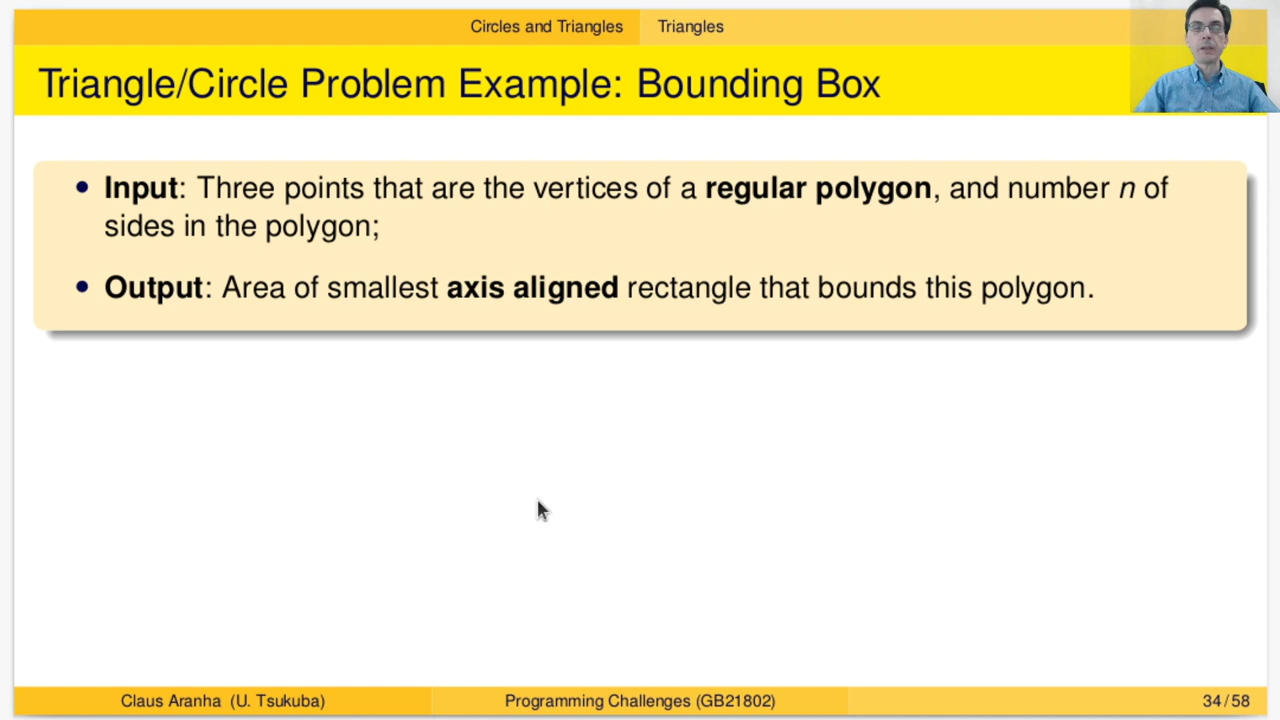 Circles and Triangles Triangles
Triangle/Circle Problem Example: Bounding Box
• Input: Three points that are the vertices of a regular polygon, and number n of
sides in the polygon;
• Output: Area of smallest axis aligned rectangle that bounds this polygon.
Claus Aranha (U. Tsukuba) Programming Challenges (GB21802) 34/58